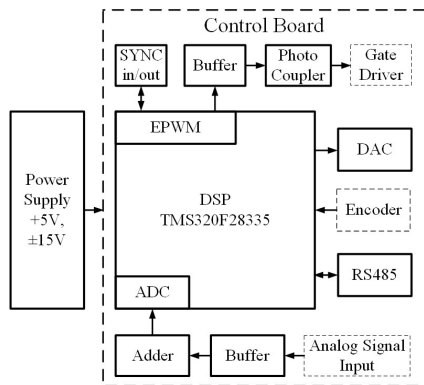 Control Board
SYNC
in/out
Buffer
Photo
Coupler
Gate
Driver
EPWM
Power
Supply
+5V,
±15V
DSP
TMS320F28335
DAC
Encoder
RS485
ADC
Adder
Buffer
Analog Signal
Input